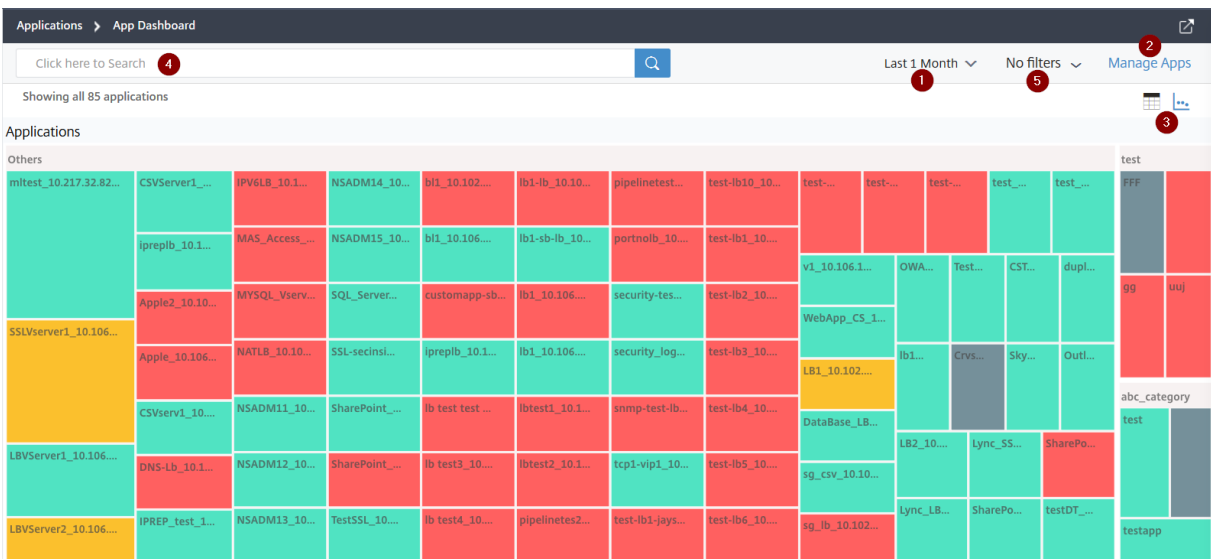 Applications > App Dashboard
2
Click here to Search 4
Last 1 Month
No filters
Manage Apps
1
5
Showing all 85 applications
3
Applications
Others
test
mltest_10.217.32.82...
CSVServer1_...
IPV6LB_10.1...
NSADM14_10...
bl1_10.102....
lb1-lb_10.10...
pipelinetest...
test-lb10_10...
test-...
test-...
test-...
test_...
test_...
FFF
ipreplb_10.1...
MAS_Access_...
NSADM15_10...
bl1_10.106....
lb1-sb-lb_10...
portnolb_10....
test-lb1_10....
v1_10.106.1...
OWA...
Test...
CST...
dupl...
Apple2_10.10...
MYSQL_Vserv...
SQL_Server...
customapp-sb...
lb1_10.106....
security-tes...
test-lb2_10....
gg
uuj
WebApp_CS_1...
SSLVserver1_10.106...
Apple_10.106...
NATLB_10.10...
SSL-secinsi...
ipreplb_10.1...
lb1_10.106....
security_log...
test-lb3_10....
lb1...
Crvs...
Sky...
Outl...
LB1_10.102....
abc_category
CSVserv1_10....
NSADM11_10...
SharePoint_...
lb test test ...
lbtest1_10.1...
snmp-test-lb...
test-lb4_10....
DataBase_LB...
test
LB2_10....
Lync_SS...
SharePo...
LBVServer1_10.106....
DNS-Lb_10.1...
NSADM12_10...
SharePoint_...
lb test3_10....
lbtest2_10.1...
tcp1-vip1_10...
test-lb5_10....
sg_csv_10.10...
Lync_LB...
SharePo...
testDT_...
LBVServer2_10.106....
IPREP_test_1...
NSADM13_10...
TestSSL_10....
lb test4_10....
pipelinetes2...
test-lb1-jays...
test-lb6_10....
sg_lb_10.102...
testapp